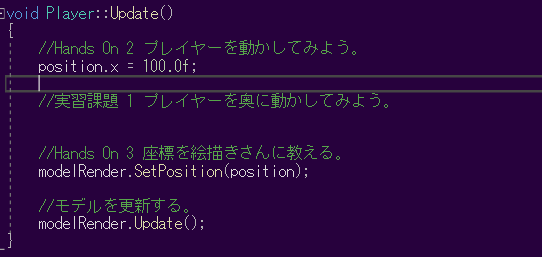 void Player::Update()
{
//Hands On 2 プレイヤーを動かしてみよう。
position.x = 100.0f;
//実習課題 1 プレイヤーを奥に動かしてみよう。
//Hands On 3 座標を絵描きさんに教える。
modelRender.SetPosition(position);
//モデルを更新する。
modelRender.Update();
}